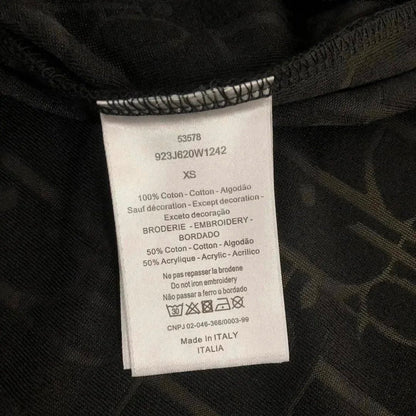 53578
923J620W1242
XS
100% Coton - Cotton - Algodão
Sauf décoration - Except decoration -
Exceto decoração
BRODERIE - EMBROIDERY -
BORDADO
50% Coton - Cotton - Algodão
50% Acrylique - Acrylic - Acrílico
Ne pas repasser la brodene
Do not iron embroidery
Não passar a ferro o bordado
30
CNPJ 02-046-366/0003-99
Made In ITALY
ITALIA